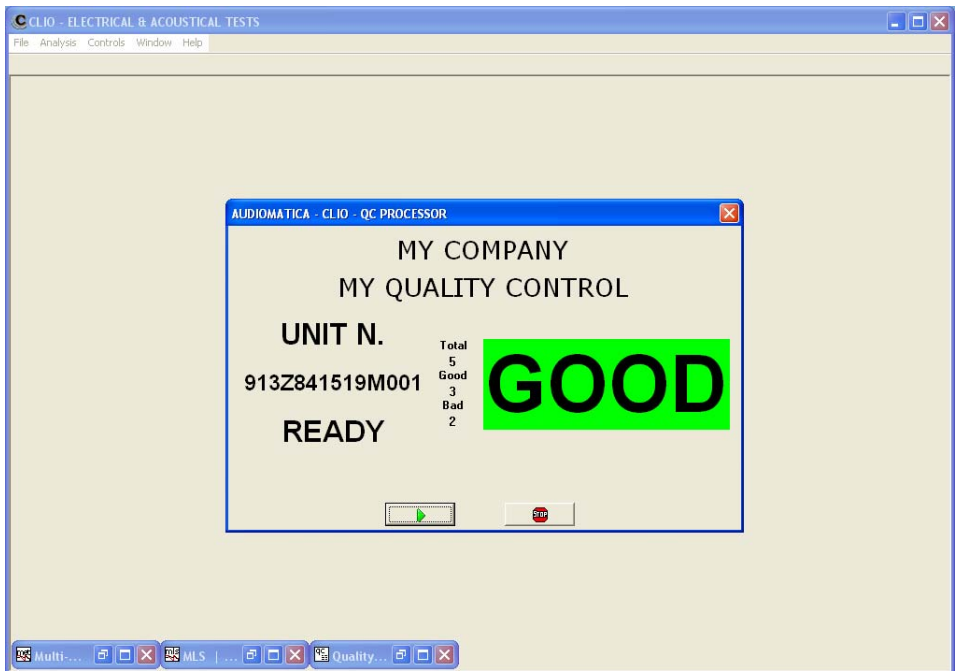 CLIO - ELECTRICAL & ACOUSTICAL TESTS
File Analysis Controls Window Help
AUDIOMATICA - CLIO - QC PROCESSOR
MY COMPANY
MY QUALITY CONTROL
UNIT N.
913Z841519M001
READY
Total
5
Good
3
Bad
2
GOOD
STOP
Multi-...
MLS | ...
Quality...